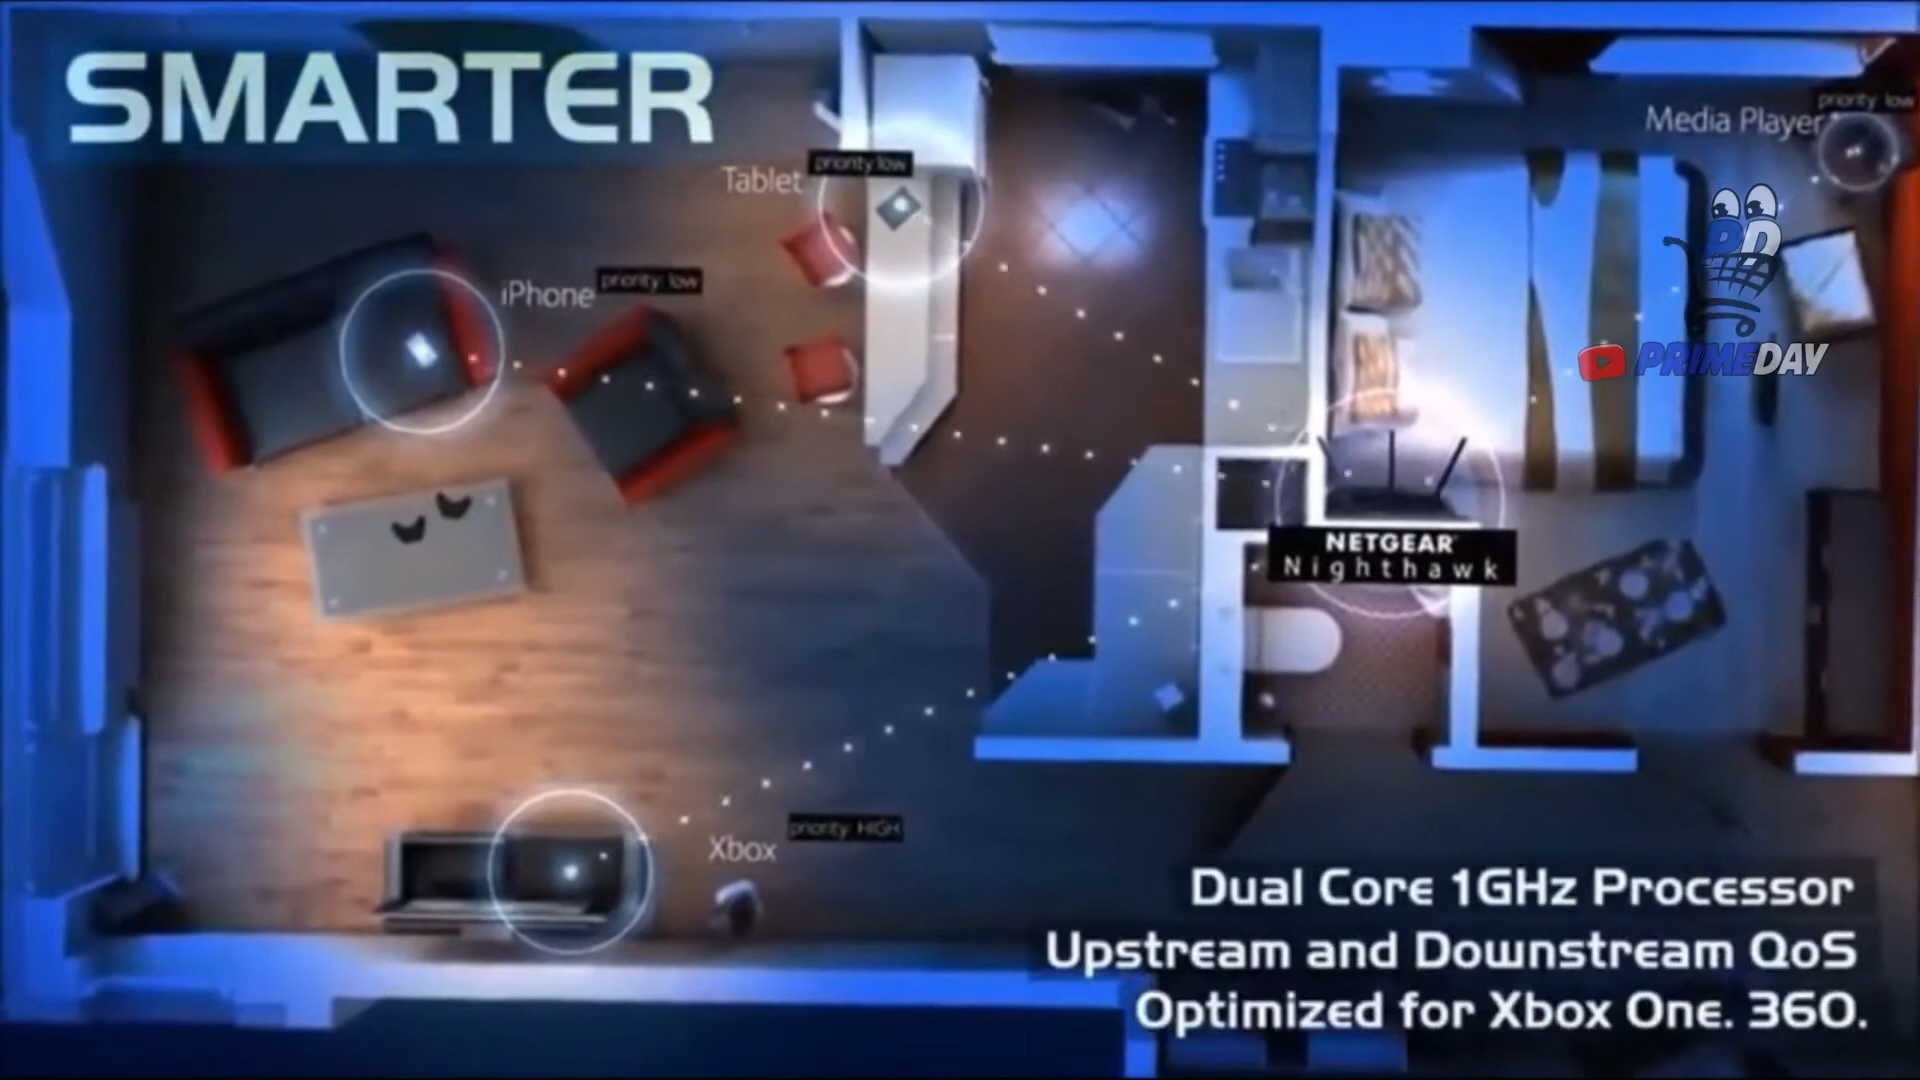 SMARTER
priority: low
Media Player
Tablet
priority: low
iPhone
priority: low
PD
PRIMEDAY
NETGEAR
Nighthawk
Xbox
priority: HIGH
Dual Core 1GHz Processor
Upstream and Downstream QoS
Optimized for Xbox One. 360.